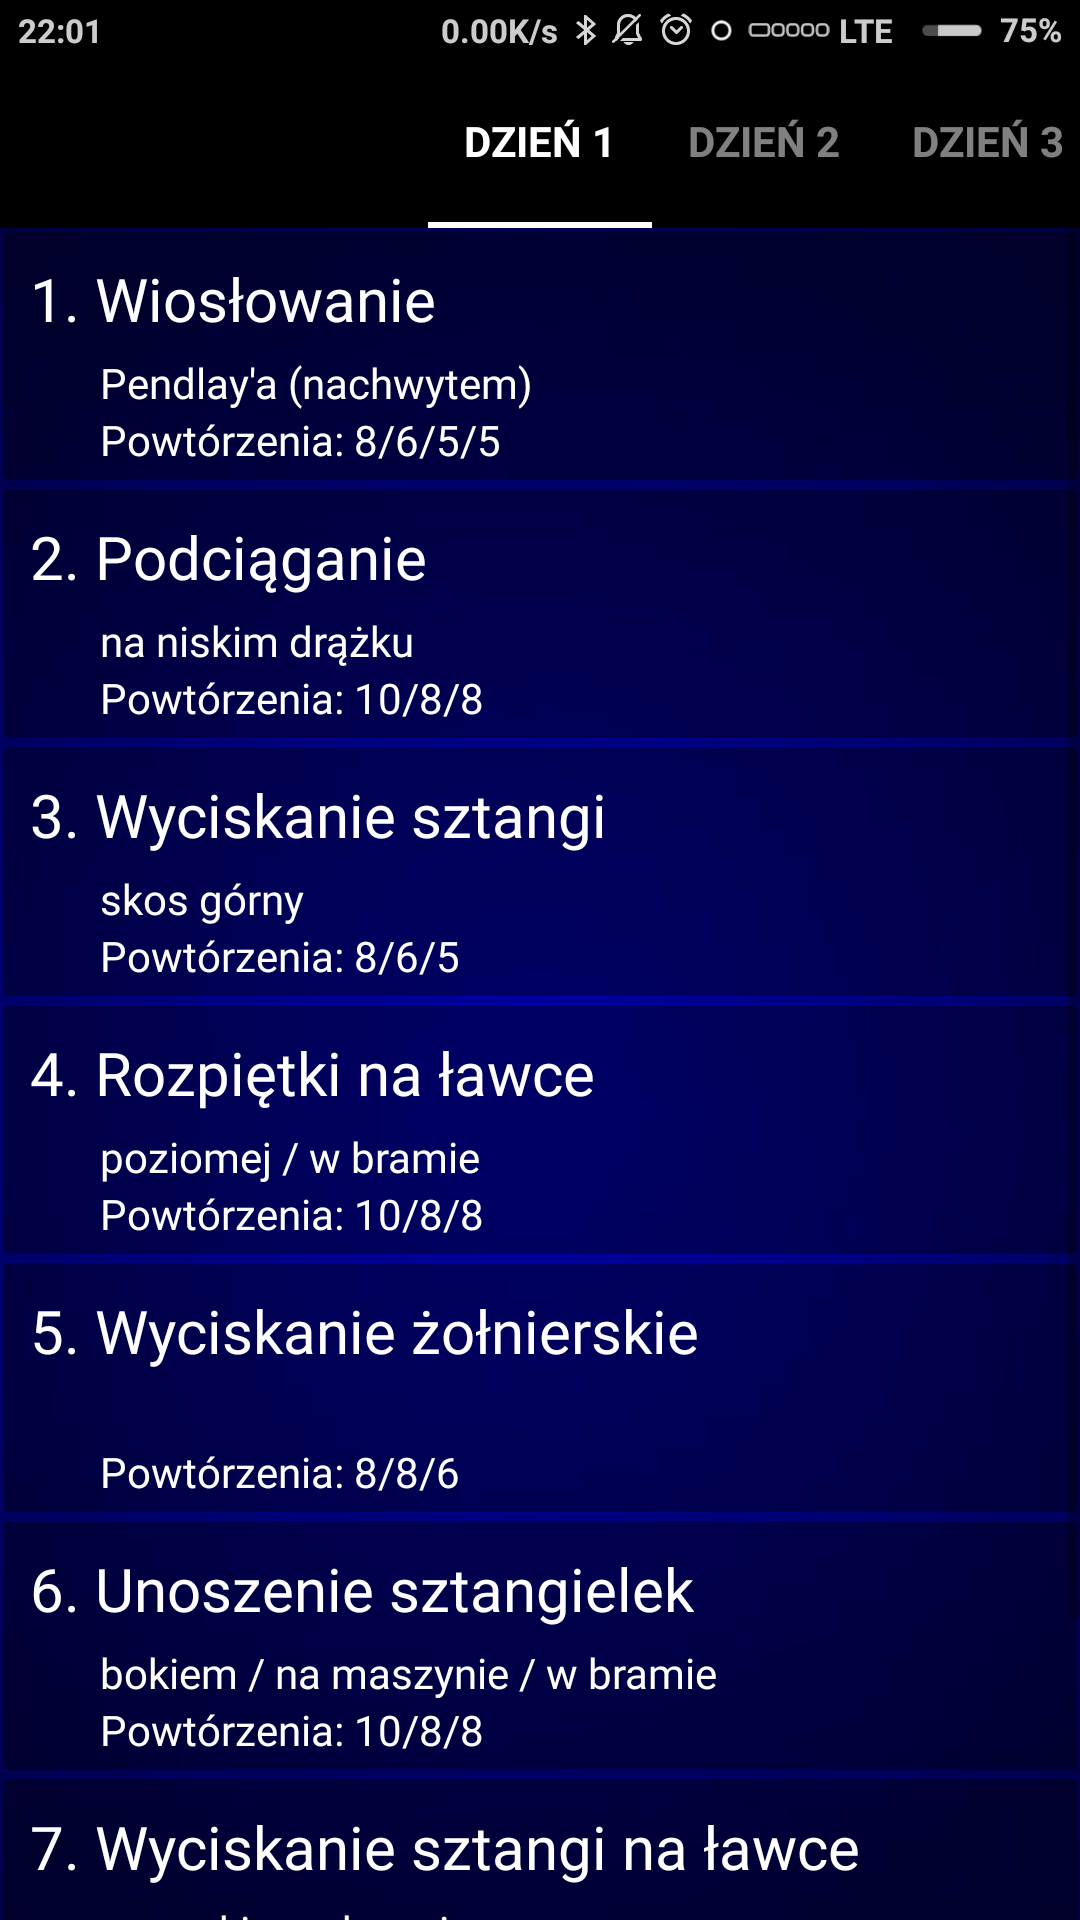 22:01 0.00K/s LTE 75%
DZIEŃ 1 DZIEŃ 2 DZIEŃ 3
1. Wiosłowanie
Pendlay'a (nachwytem)
Powtórzenia: 8/6/5/5
2. Podciąganie
na niskim drążku
Powtórzenia: 10/8/8
3. Wyciskanie sztangi
skos górny
Powtórzenia: 8/6/5
4. Rozpiętki na ławce
poziomej / w bramie
Powtórzenia: 10/8/8
5. Wyciskanie żołnierskie
Powtórzenia: 8/8/6
6. Unoszenie sztangielek
bokiem / na maszynie / w bramie
Powtórzenia: 10/8/8
7. Wyciskanie sztangi na ławce